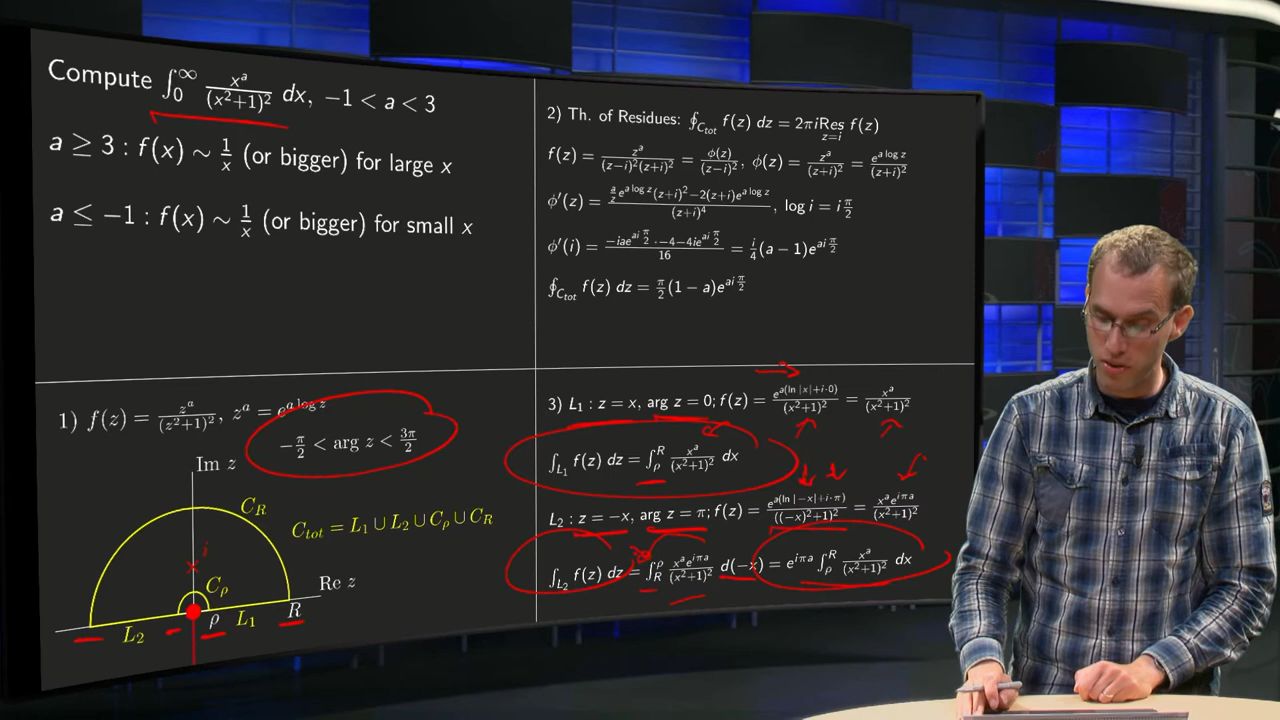 Compute ∫_0^∞ x^a/(x²+1)² dx, −1 < a < 3
a ≥ 3 : f(x) ∼ 1/x (or bigger) for large x
a ≤ −1 : f(x) ∼ 1/x (or bigger) for small x
2) Th. of Residues: ∮_{C_tot} f(z) dz = 2πi Res_{z=i} f(z)
f(z) = z^a/((z−i)²(z+i)²) = φ(z)/(z−i)², φ(z) = z^a/(z+i)² = e^{a log z}/(z+i)²
φ′(z) = (a/z e^{a log z}(z+i)²−2(z+i)e^{a log z})/(z+i)⁴, log i = i π/2
φ′(i) = (−iae^{ai π/2}·−4−4ie^{ai π/2})/16 = i/4 (a−1)e^{ai π/2}
∮_{C_tot} f(z) dz = π/2 (1−a)e^{ai π/2}
1) f(z) = z^a/(z²+1)², z^a = e^{a log z}
−π/2 < arg z < 3π/2
Im z
C_R
C_tot = L₁ ∪ L₂ ∪ C_ρ ∪ C_R
i
C_ρ
Re z
L₂
ρ
L₁
R
3) L₁ : z = x, arg z = 0; f(z) = e^{a(ln |x|+i·0)}/(x²+1)² = x^a/(x²+1)²
∫_{L₁} f(z) dz = ∫_ρ^R x^a/(x²+1)² dx
L₂ : z = −x, arg z = π; f(z) = e^{a(ln |−x|+i·π)}/((−x)²+1)² = x^a e^{iπa}/(x²+1)²
∫_{L₂} f(z) dz = ∫_R^ρ x^a e^{iπa}/(x²+1)² d(−x) = e^{iπa} ∫_ρ^R x^a/(x²+1)² dx